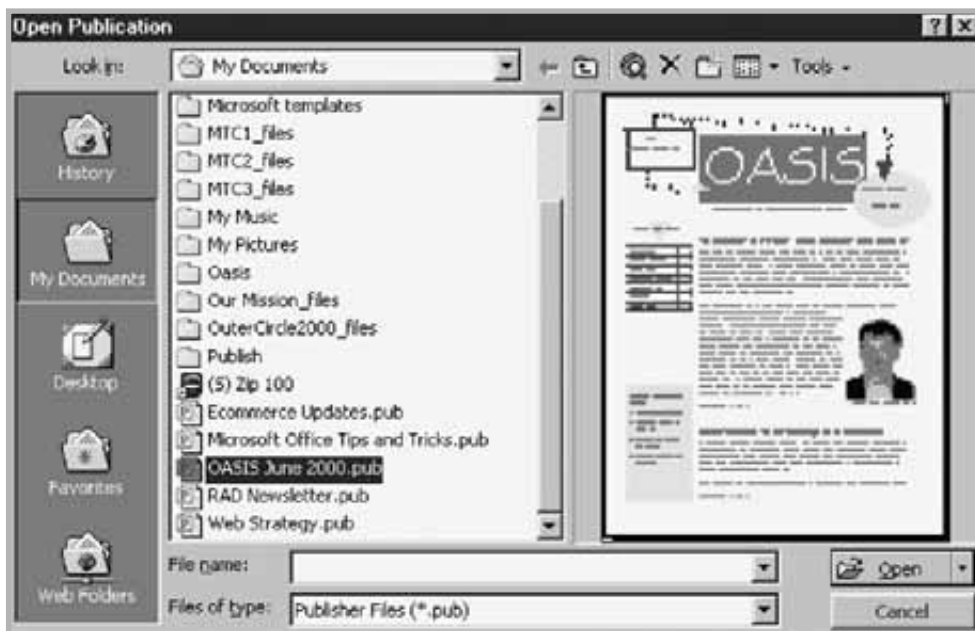 Open Publication
Look in:
My Documents
Tools
History
My Documents
Desktop
Favorites
Web Folders
Microsoft templates
MTC1_files
MTC2_files
MTC3_files
My Music
My Pictures
Oasis
Our Mission_files
OuterCircle2000_files
Publish
(S) Zip 100
Ecommerce Updates.pub
Microsoft Office Tips and Tricks.pub
OASIS June 2000.pub
RAD Newsletter.pub
Web Strategy.pub
OASIS
File name:
Open
Files of type: Publisher Files (*.pub)
Cancel